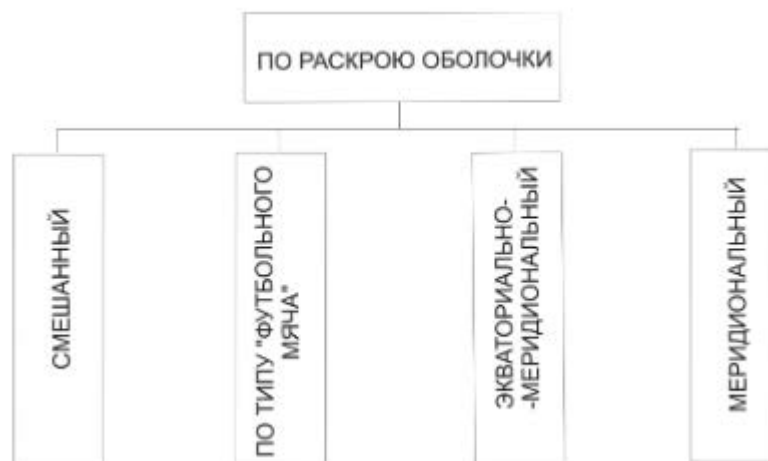 ПО РАСКРОЮ ОБОЛОЧКИ
СМЕШАННЫЙ
ПО ТИПУ "ФУТБОЛЬНОГО
МЯЧА"
ЭКВАТОРИАЛЬНО-
-МЕРИДИОНАЛЬНЫЙ
МЕРИДИОНАЛЬНЫЙ